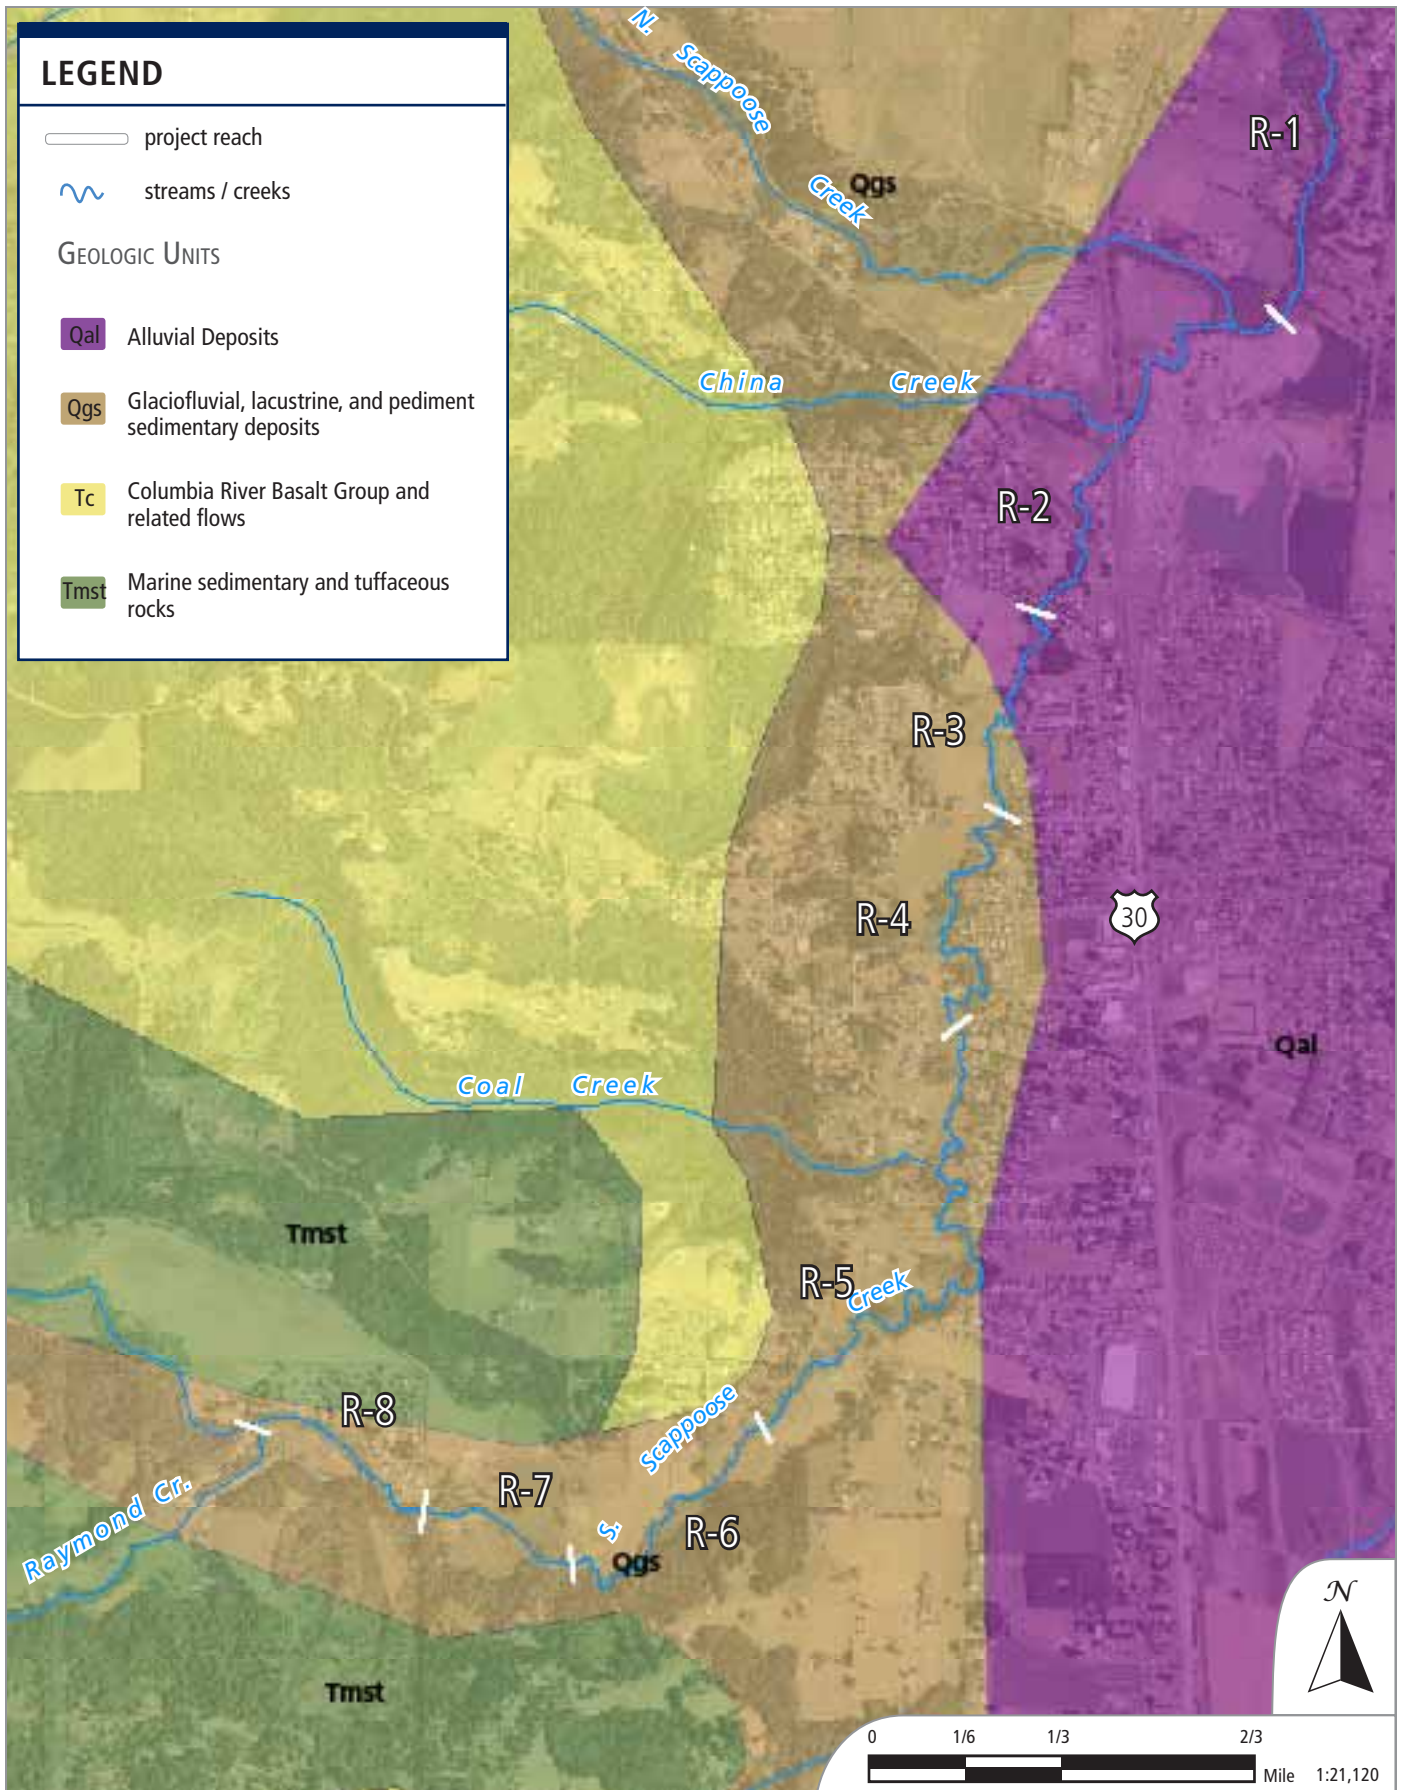 LEGEND
project reach
streams / creeks
GEOLOGIC UNITS
Qal
Alluvial Deposits
Qgs
Glaciofluvial, lacustrine, and pediment
sedimentary deposits
Tc
Columbia River Basalt Group and
related flows
Tmst
Marine sedimentary and tuffaceous
rocks
N. Scappoose Creek
Qgs
R-1
China Creek
R-2
R-3
R-4
30
Qal
Coal Creek
Tmst
R-5
S. Scappoose Creek
R-8
R-7
R-6
Raymond Cr.
Qgs
Tmst
N
0 1/6 1/3 2/3
Mile 1:21,120